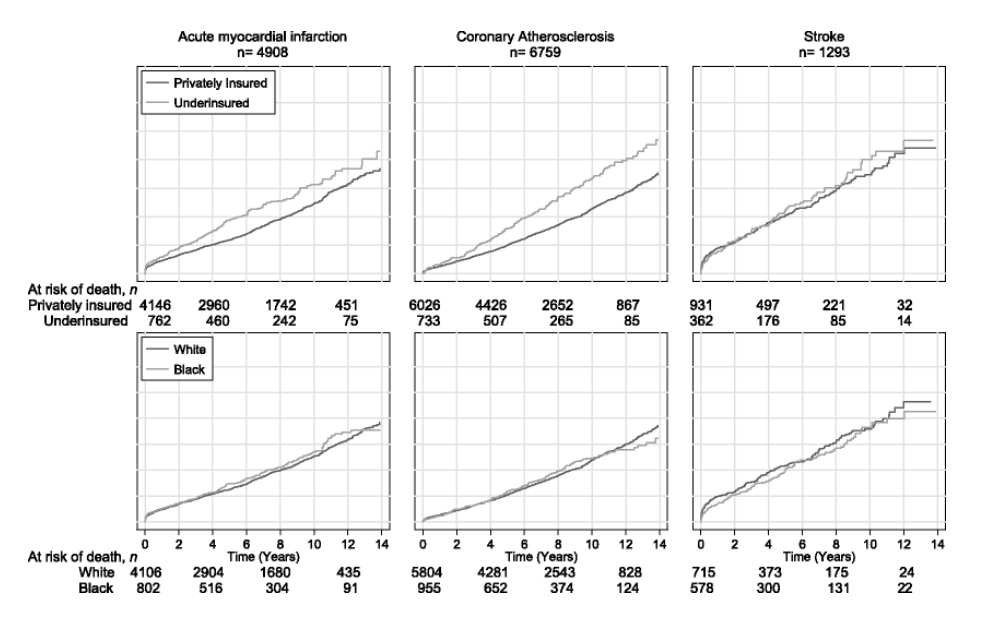 Acute myocardial infarction
n= 4908
Coronary Atherosclerosis
n= 6759
Stroke
n= 1293
Privately Insured
Underinsured
At risk of death, n
Privately insured 4146 2960 1742 451 6026 4426 2652 867 931 497 221 32
Underinsured 762 460 242 75 733 507 265 85 362 176 85 14
White
Black
0 2 4 6 8 10 12 14 0 2 4 6 8 10 12 14 0 2 4 6 8 10 12 14
At risk of death, n Time (Years) Time (Years) Time (Years)
White 4106 2904 1680 435 5804 4281 2543 828 715 373 175 24
Black 802 516 304 91 955 652 374 124 578 300 131 22